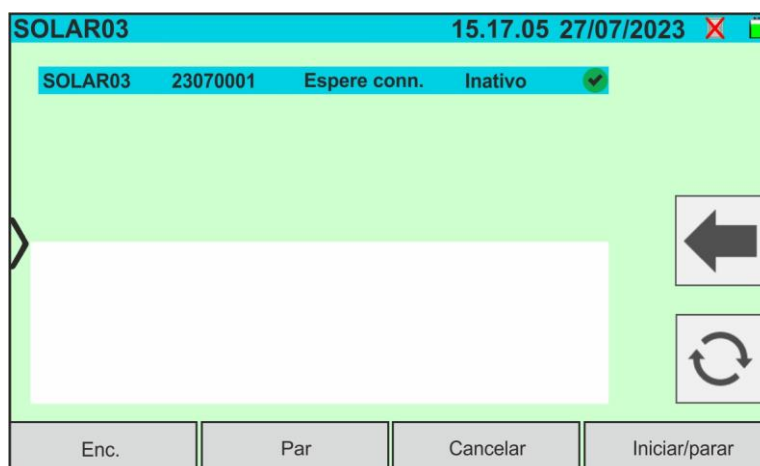 SOLAR03 15.17.05 27/07/2023
SOLAR03 23070001 Espere conn. Inativo
Enc. Par Cancelar Iniciar/parar